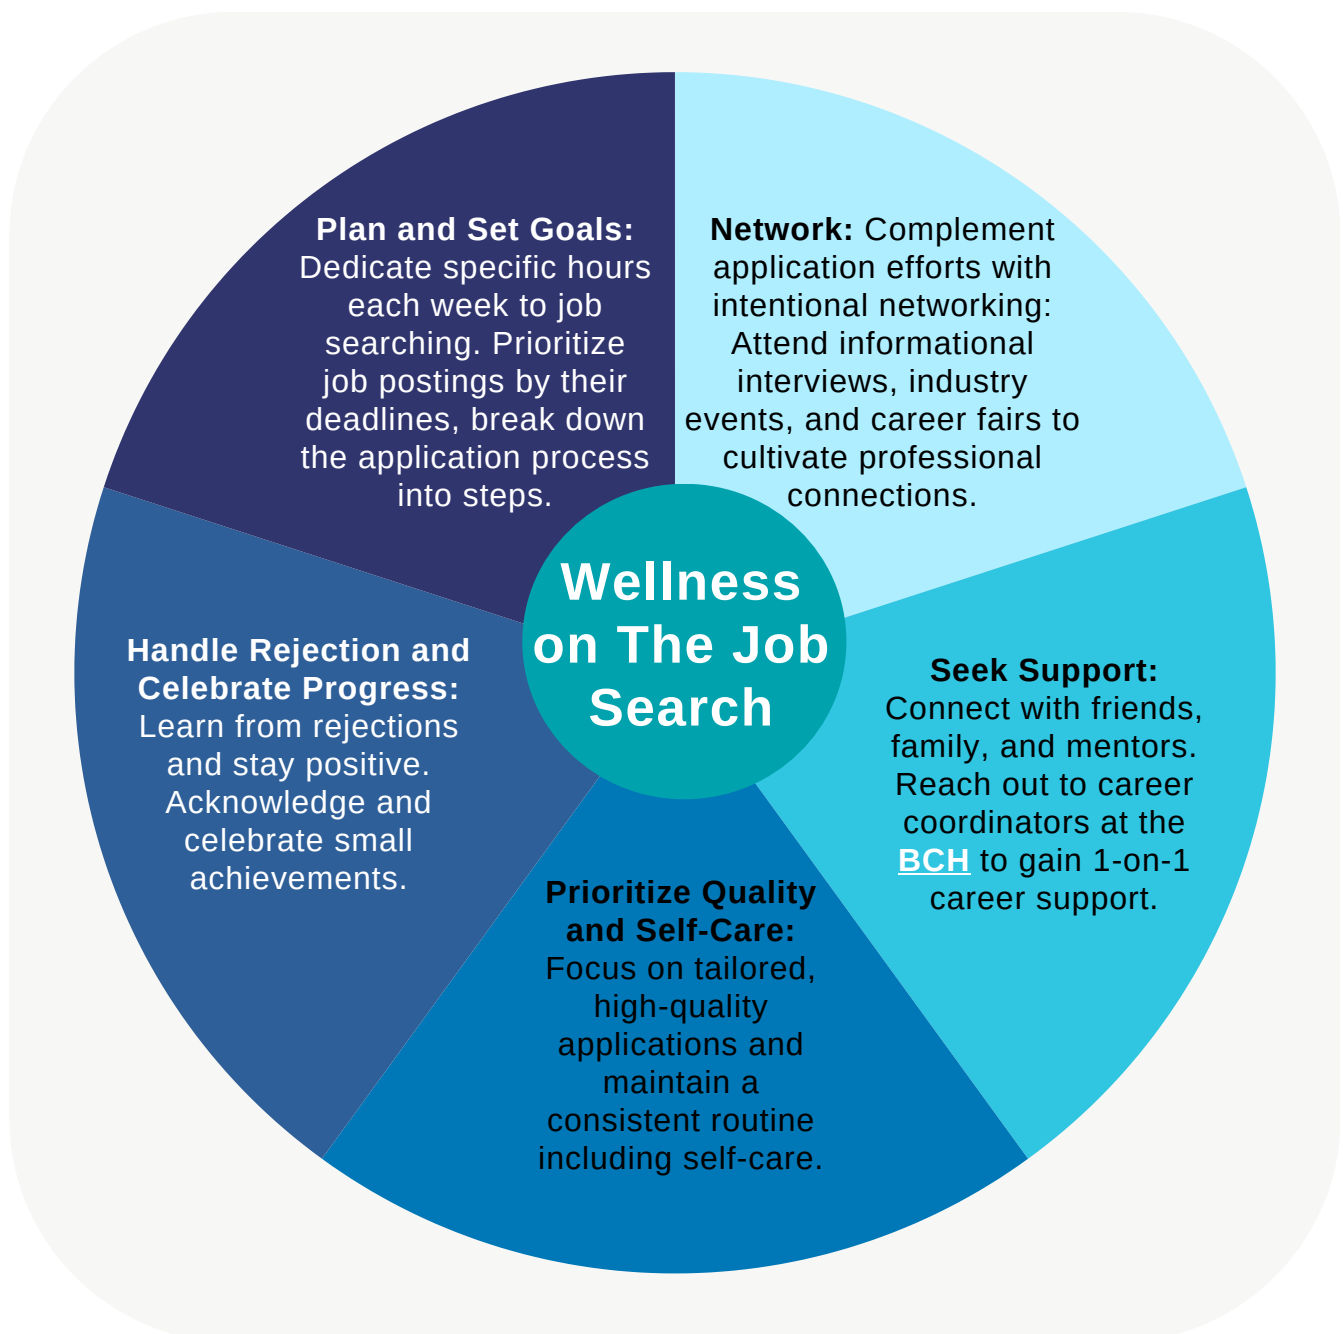 Plan and Set Goals:
Dedicate specific hours
each week to job
searching. Prioritize
job postings by their
deadlines, break down
the application process
into steps.
Network: Complement
application efforts with
intentional networking:
Attend informational
interviews, industry
events, and career fairs to
cultivate professional
connections.
Wellness
on The Job
Search
Handle Rejection and
Celebrate Progress:
Learn from rejections
and stay positive.
Acknowledge and
celebrate small
achievements.
Seek Support:
Connect with friends,
family, and mentors.
Reach out to career
coordinators at the
BCH to gain 1-on-1
career support.
Prioritize Quality
and Self-Care:
Focus on tailored,
high-quality
applications and
maintain a
consistent routine
including self-care.